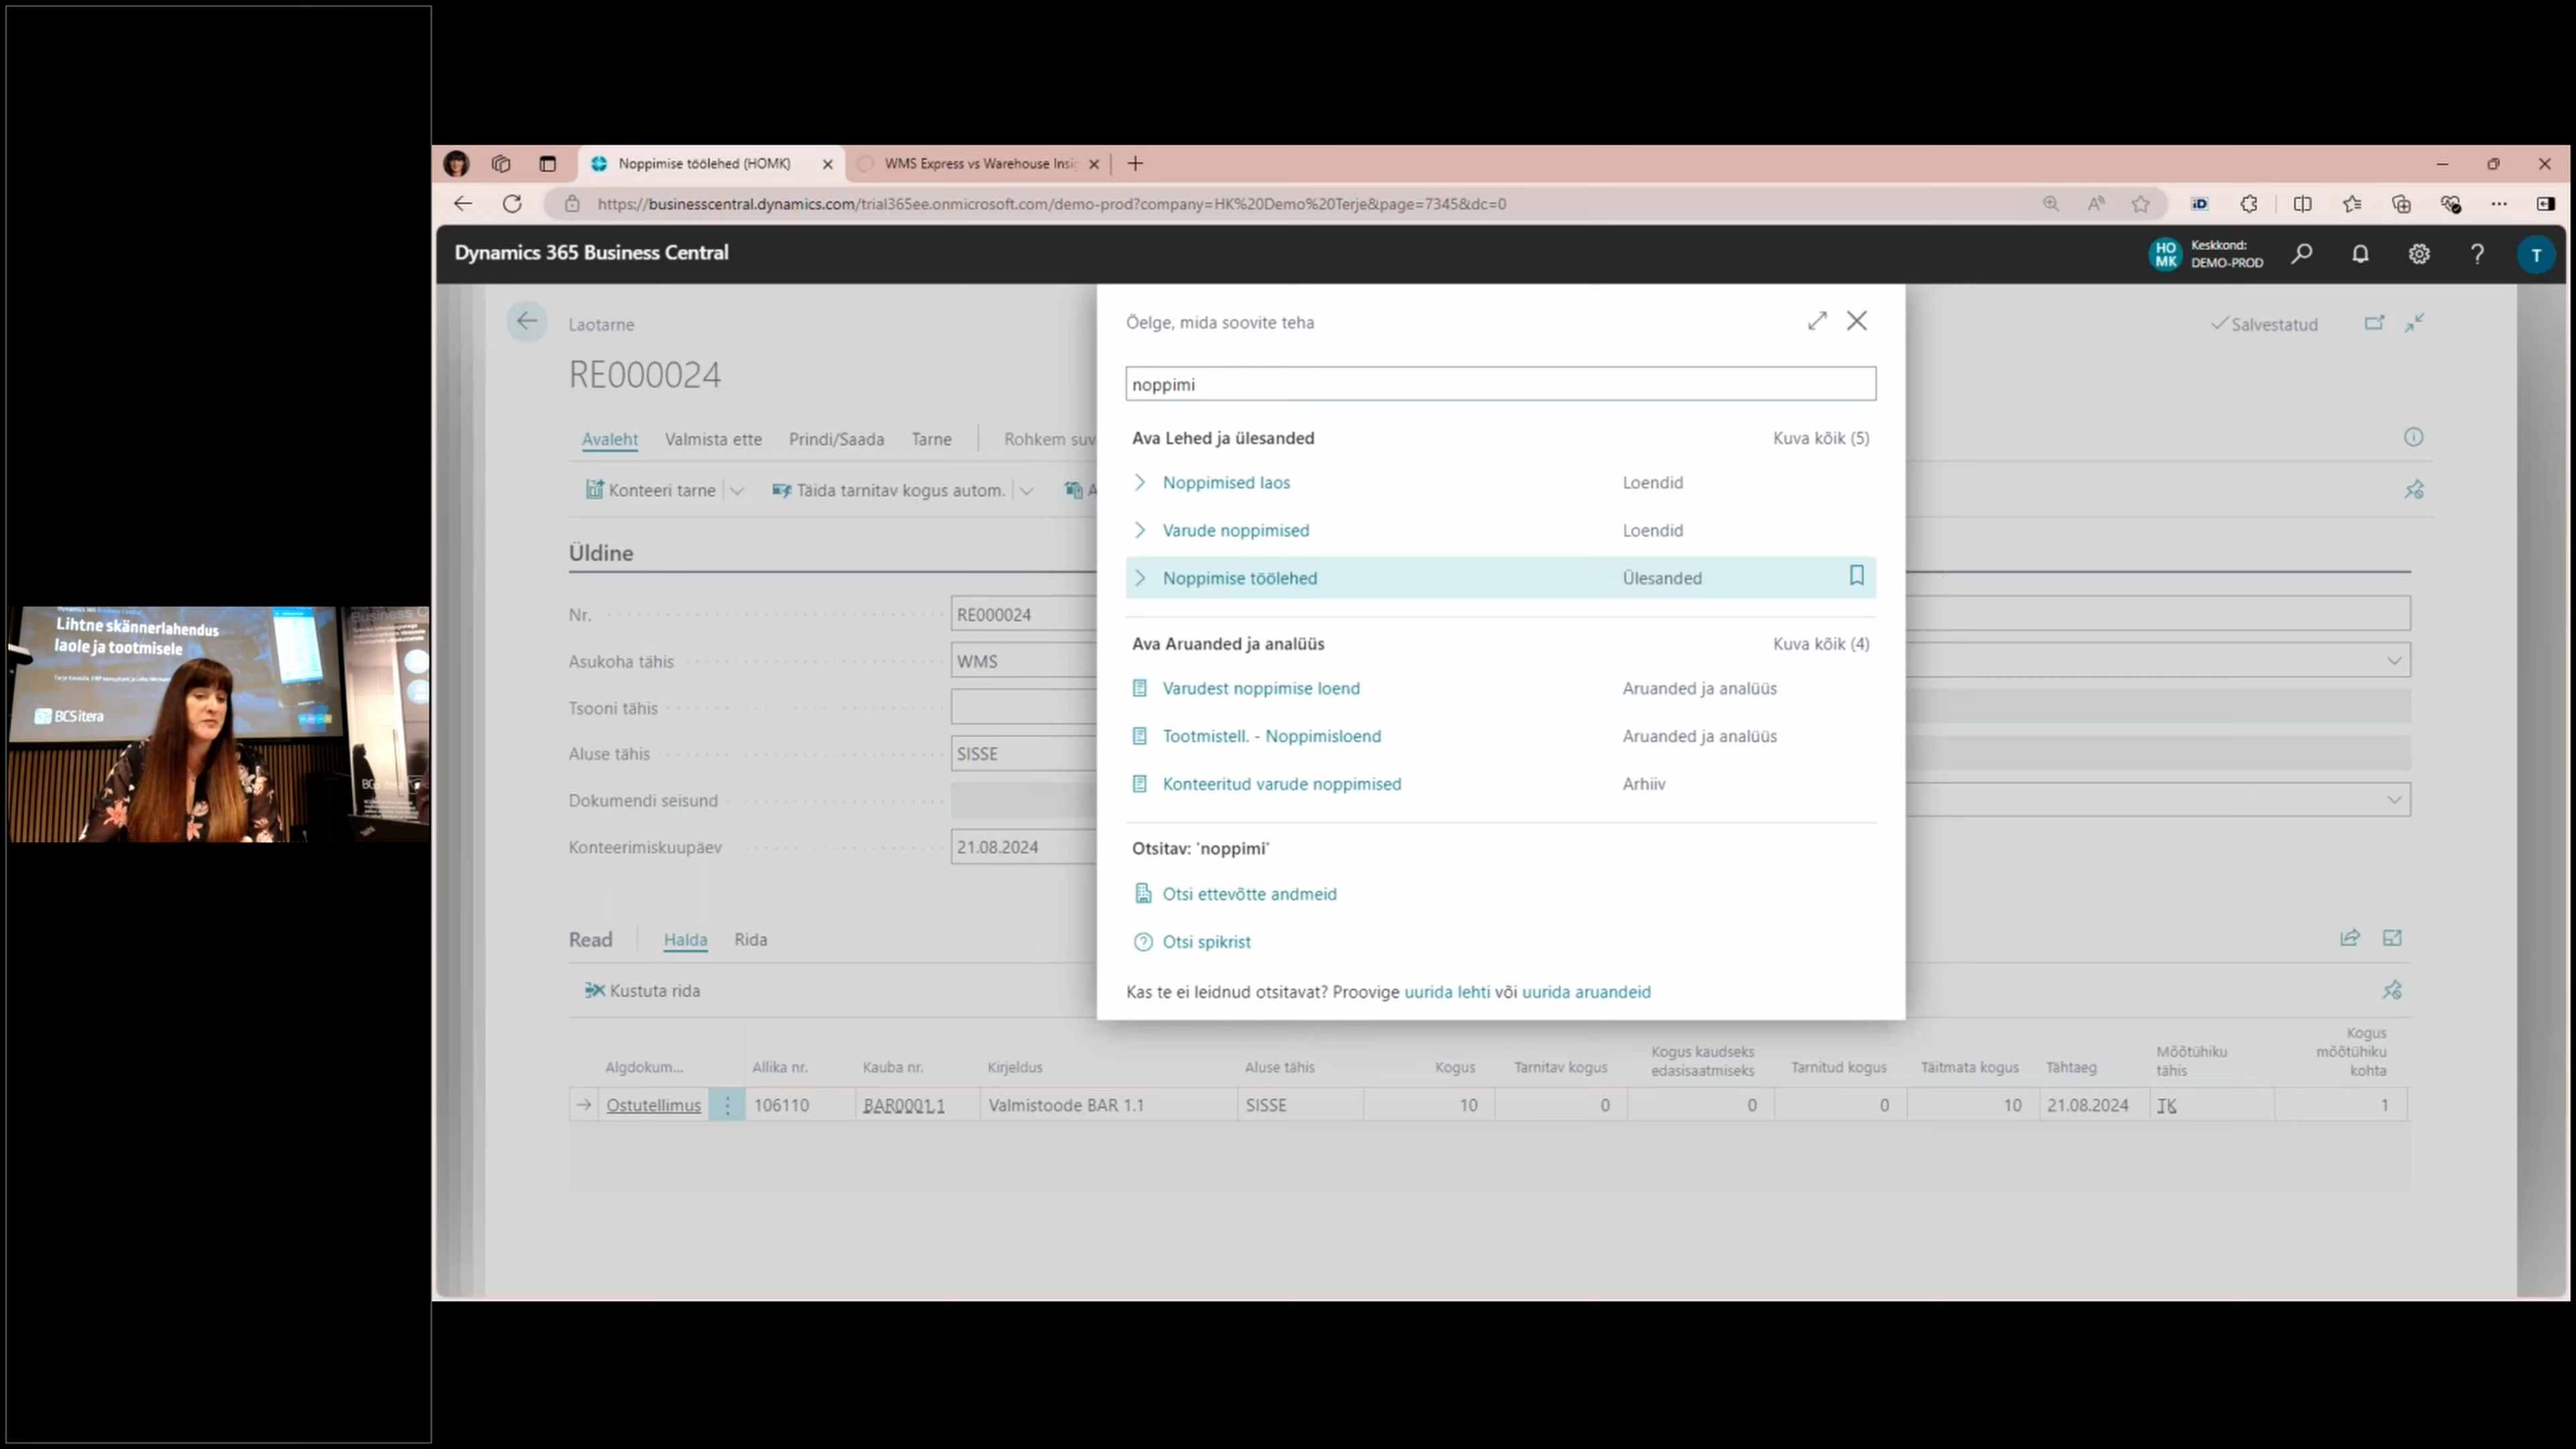 Noppimise töölehed (HOMK)
WMS Express vs Warehouse Insi
https://businesscentral.dynamics.com/trial365ee.onmicrosoft.com/demo-prod?company=HK%20Demo%20Terje&page=7345&dc=0
Dynamics 365 Business Central
HO
MK
Keskkond:
DEMO-PROD
T
Laotarne
Salvestatud
RE000024
Avaleht Valmista ette Prindi/Saada Tarne Rohkem suv
Konteeri tarne Täida tarnitav kogus autom. A
Üldine
Nr. RE000024
Asukoha tähis WMS
Tsooni tähis
Aluse tähis SISSE
Dokumendi seisund
Konteerimiskuupäev 21.08.2024
Öelge, mida soovite teha
noppimi
Ava Lehed ja ülesanded Kuva kõik (5)
Noppimised laos Loendid
Varude noppimised Loendid
Noppimise töölehed Ülesanded
Ava Aruanded ja analüüs Kuva kõik (4)
Varudest noppimise loend Aruanded ja analüüs
Tootmistell. - Noppimisloend Aruanded ja analüüs
Konteeritud varude noppimised Arhiiv
Otsitav: 'noppimi'
Otsi ettevõtte andmeid
Otsi spikrist
Kas te ei leidnud otsitavat? Proovige uurida lehti või uurida aruandeid
Read Halda Rida
Kustuta rida
Algdokum... Allika nr. Kauba nr. Kirjeldus Aluse tähis Kogus Tarnitav kogus Kogus kaudseks edasisaatmiseks Tarnitud kogus Täitmata kogus Tähtaeg Mõõtühiku tähis Kogus mõõtühiku kohta
Ostutellimus 106110 BAR0001.1 Valmistoode BAR 1.1 SISSE 10 0 0 0 10 21.08.2024 TK 1
Dynamics 365 Business Central
Lihtne skännerlahendus
laole ja tootmisele
BCS itera
Business C